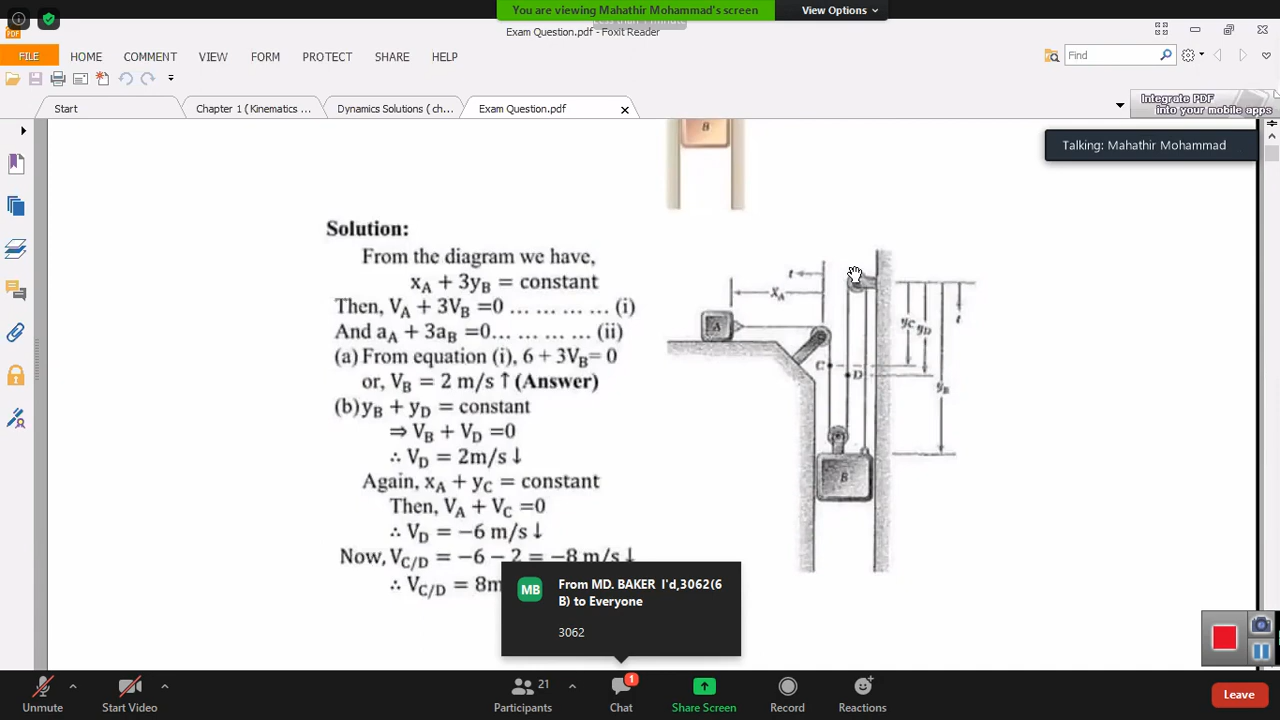 You are viewing Mahathir Mohammad's screen
View Options
Exam Question.pdf - Foxit Reader
FILE
HOME
COMMENT
VIEW
FORM
PROTECT
SHARE
HELP
Find
Start
Chapter 1 ( Kinematics ...
Dynamics Solutions ( ch...
Exam Question.pdf
Integrate PDF
into your mobile apps
Talking: Mahathir Mohammad
B
Solution:
From the diagram we have,
xA + 3yB = constant
Then, VA + 3VB =0 … … … … (i)
And aA + 3aB =0… … … … (ii)
(a) From equation (i), 6 + 3VB= 0
or, VB = 2 m/s ↑ (Answer)
(b) yB + yD = constant
⇒ VB + VD =0
∴ VD = 2m/s ↓
Again, xA + yC = constant
Then, VA + VC =0
∴ VD = −6 m/s ↓
Now, VC/D = −6 − 2 = −8 m/s ↓
∴ VC/D = 8m
XA
A
C
D
B
yC
yD
yB
MB
From MD. BAKER I'd,3062(6
B) to Everyone
3062
Unmute
Start Video
21
Participants
1
Chat
Share Screen
Record
Reactions
Leave